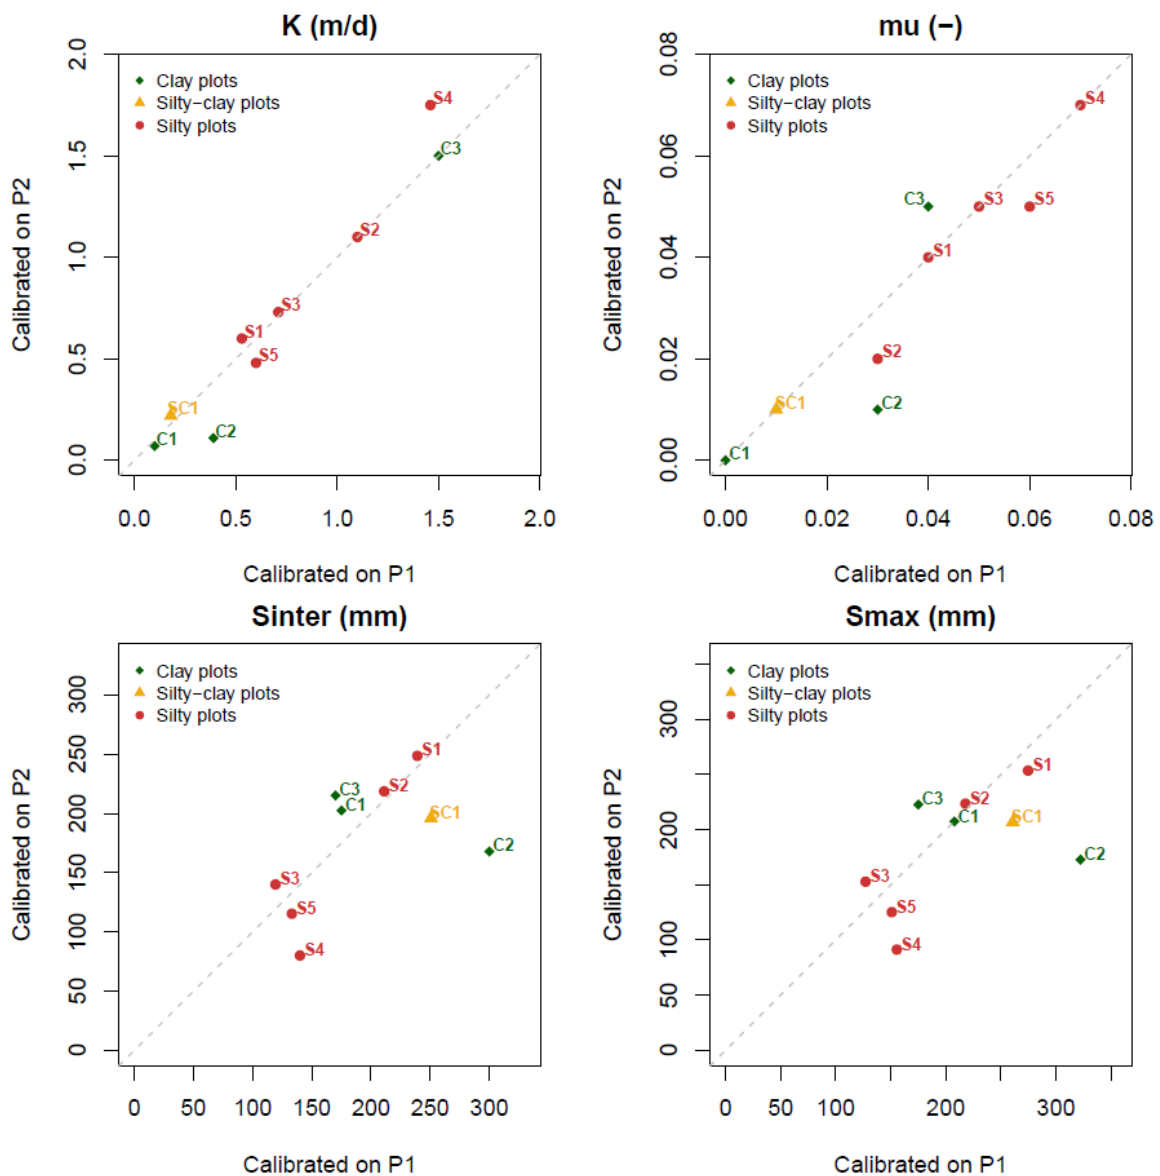 K (m/d)
Calibrated on P2
2.0
1.5
1.0
0.5
0.0
Clay plots
Silty−clay plots
Silty plots
S4
C3
S2
S3
S1
S5
SC1
C2
C1
0.0 0.5 1.0 1.5 2.0
Calibrated on P1
mu (−)
Calibrated on P2
0.08
0.06
0.04
0.02
0.00
Clay plots
Silty−clay plots
Silty plots
S4
C3
S3
S5
S1
S2
SC1
C2
C1
0.00 0.02 0.04 0.06 0.08
Calibrated on P1
Sinter (mm)
Calibrated on P2
300
250
200
150
100
50
0
Clay plots
Silty−clay plots
Silty plots
S1
S2
C3
C1
SC1
C2
S3
S5
S4
0 50 100 150 200 250 300
Calibrated on P1
Smax (mm)
Calibrated on P2
300
200
100
50
0
Clay plots
Silty−clay plots
Silty plots
S1
C3
S2
C1
SC1
C2
S3
S5
S4
0 50 100 200 300
Calibrated on P1